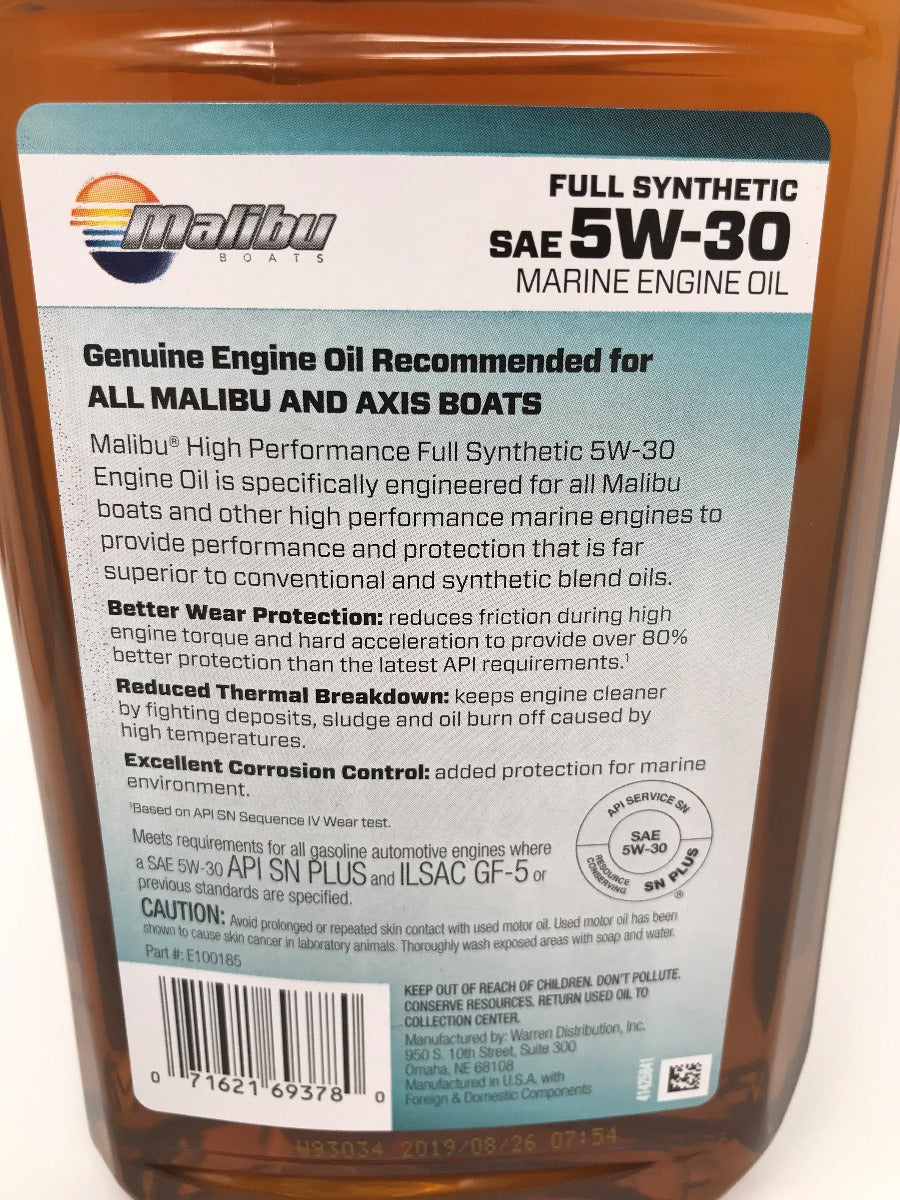 Malibu
BOATS
FULL SYNTHETIC
SAE 5W-30
MARINE ENGINE OIL
Genuine Engine Oil Recommended for
ALL MALIBU AND AXIS BOATS
Malibu® High Performance Full Synthetic 5W-30
Engine Oil is specifically engineered for all Malibu
boats and other high performance marine engines to
provide performance and protection that is far
superior to conventional and synthetic blend oils.
Better Wear Protection: reduces friction during high
engine torque and hard acceleration to provide over 80%
better protection than the latest API requirements.¹
Reduced Thermal Breakdown: keeps engine cleaner
by fighting deposits, sludge and oil burn off caused by
high temperatures.
Excellent Corrosion Control: added protection for marine
environment.
¹Based on API SN Sequence IV Wear test.
Meets requirements for all gasoline automotive engines where
a SAE 5W-30 API SN PLUS and ILSAC GF-5 or
previous standards are specified.
API SERVICE SN
SAE
5W-30
RESOURCE
CONSERVING
SN PLUS
®
CAUTION: Avoid prolonged or repeated skin contact with used motor oil. Used motor oil has been
shown to cause skin cancer in laboratory animals. Thoroughly wash exposed areas with soap and water.
Part #: E100185
0 71621 69378 0
KEEP OUT OF REACH OF CHILDREN. DON'T POLLUTE.
CONSERVE RESOURCES. RETURN USED OIL TO
COLLECTION CENTER.
Manufactured by: Warren Distribution, Inc.
950 S. 10th Street, Suite 300
Omaha, NE 68108
Manufactured in U.S.A. with
Foreign & Domestic Components
41425841
W93034 2019/08/26 07:54